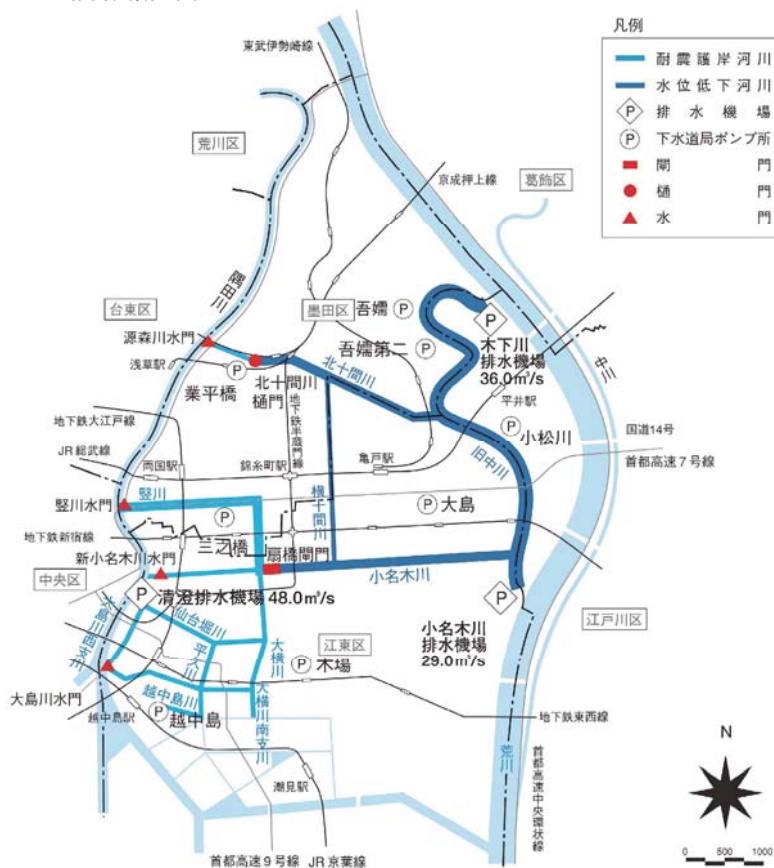 凡例
耐震護岸河川
水位低下河川
P 排水機場
P 下水道局ポンプ所
閘門
樋門
水門
東武伊勢崎線
荒川区
京成押上線
葛飾区
隅田川
台東区
墨田区
吾嬬 P
P
源森川水門
吾嬬第二 P
木下川
排水機場
36.0㎥/s
中川
浅草駅
P
北十間川
業平橋
北十間川
樋門
平井駅
P 小松川
国道14号
地下鉄大江戸線
地下鉄半蔵門線
旧中川
首都高速7号線
JR総武線
両国駅
錦糸町駅
亀戸駅
竪川水門
竪川
横十間川
P 大島
P
地下鉄新宿線
三之橋
扇橋閘門
新小名木川水門
小名木川
中央区
P 清澄排水機場 48.0㎥/s
P
江戸川区
大島川西支川
仙台堀川
平久川
大横川
江東区
小名木川
排水機場
29.0㎥/s
P 木場
大島川水門
越中島川
大横川南支川
越中島駅
P
越中島
地下鉄東西線
荒川
首都高速中央環状線
潮見駅
N
首都高速9号線
JR京葉線
0 500 1000